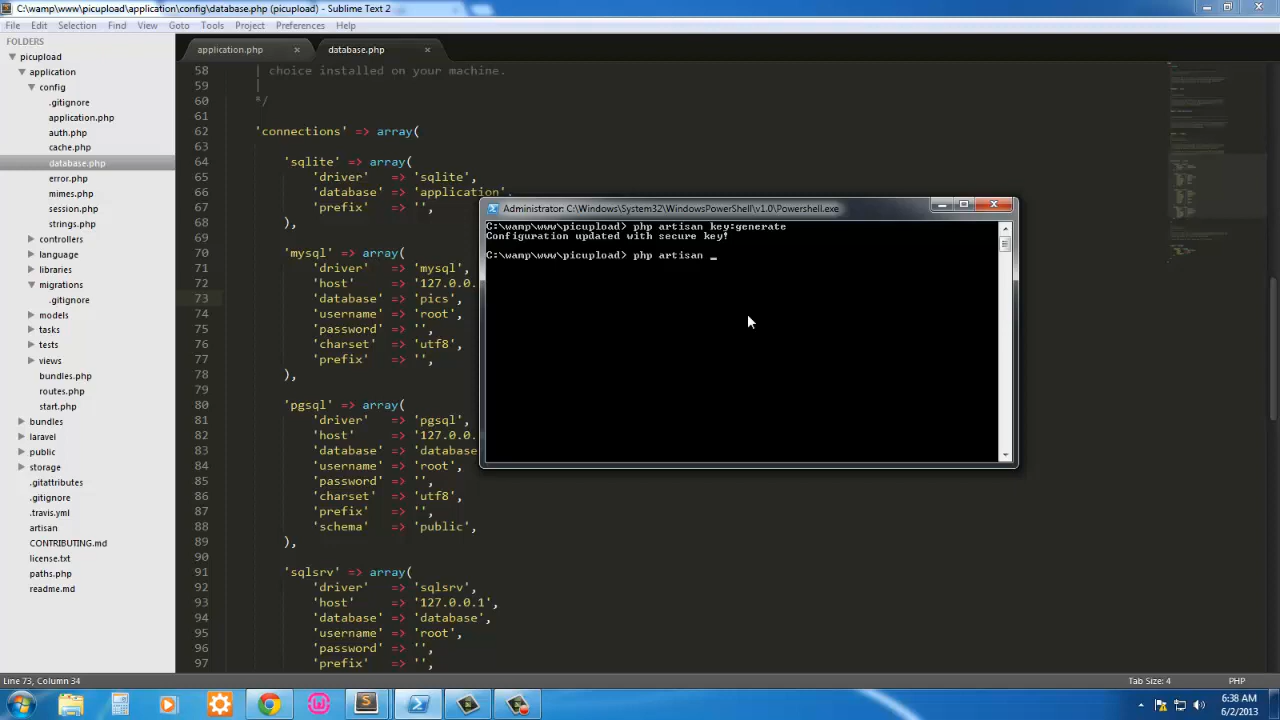 C:\wamp\www\picupload\application\config\database.php (picupload) - Sublime Text 2
File Edit Selection Find View Goto Tools Project Preferences Help
FOLDERS
picupload
application
config
.gitignore
application.php
auth.php
cache.php
database.php
error.php
mimes.php
session.php
strings.php
controllers
language
libraries
migrations
.gitignore
models
tasks
tests
views
bundles.php
routes.php
start.php
bundles
laravel
public
storage
.gitattributes
.gitignore
.travis.yml
artisan
CONTRIBUTING.md
license.txt
paths.php
readme.md
application.php × database.php ×
58 | choice installed on your machine.
59 |
60 */
61
62 'connections' => array(
63
64 'sqlite' => array(
65 'driver' => 'sqlite',
66 'database' => 'application',
67 'prefix' => '',
68 ),
69
70 'mysql' => array(
71 'driver' => 'mysql',
72 'host' => '127.0.0.
73 'database' => 'pics',
74 'username' => 'root',
75 'password' => '',
76 'charset' => 'utf8',
77 'prefix' => '',
78 ),
79
80 'pgsql' => array(
81 'driver' => 'pgsql',
82 'host' => '127.0.0.
83 'database' => 'database
84 'username' => 'root',
85 'password' => '',
86 'charset' => 'utf8',
87 'prefix' => '',
88 'schema' => 'public',
89 ),
90
91 'sqlsrv' => array(
92 'driver' => 'sqlsrv',
93 'host' => '127.0.0.1',
94 'database' => 'database',
95 'username' => 'root',
96 'password' => '',
97 'prefix' => '',
Administrator: C:\Windows\System32\WindowsPowerShell\v1.0\Powershell.exe
C:\wamp\www\picupload> php artisan key:generate
Configuration updated with secure key!
C:\wamp\www\picupload> php artisan _
Line 73, Column 34 Tab Size: 4 PHP
6:38 AM
6/2/2013